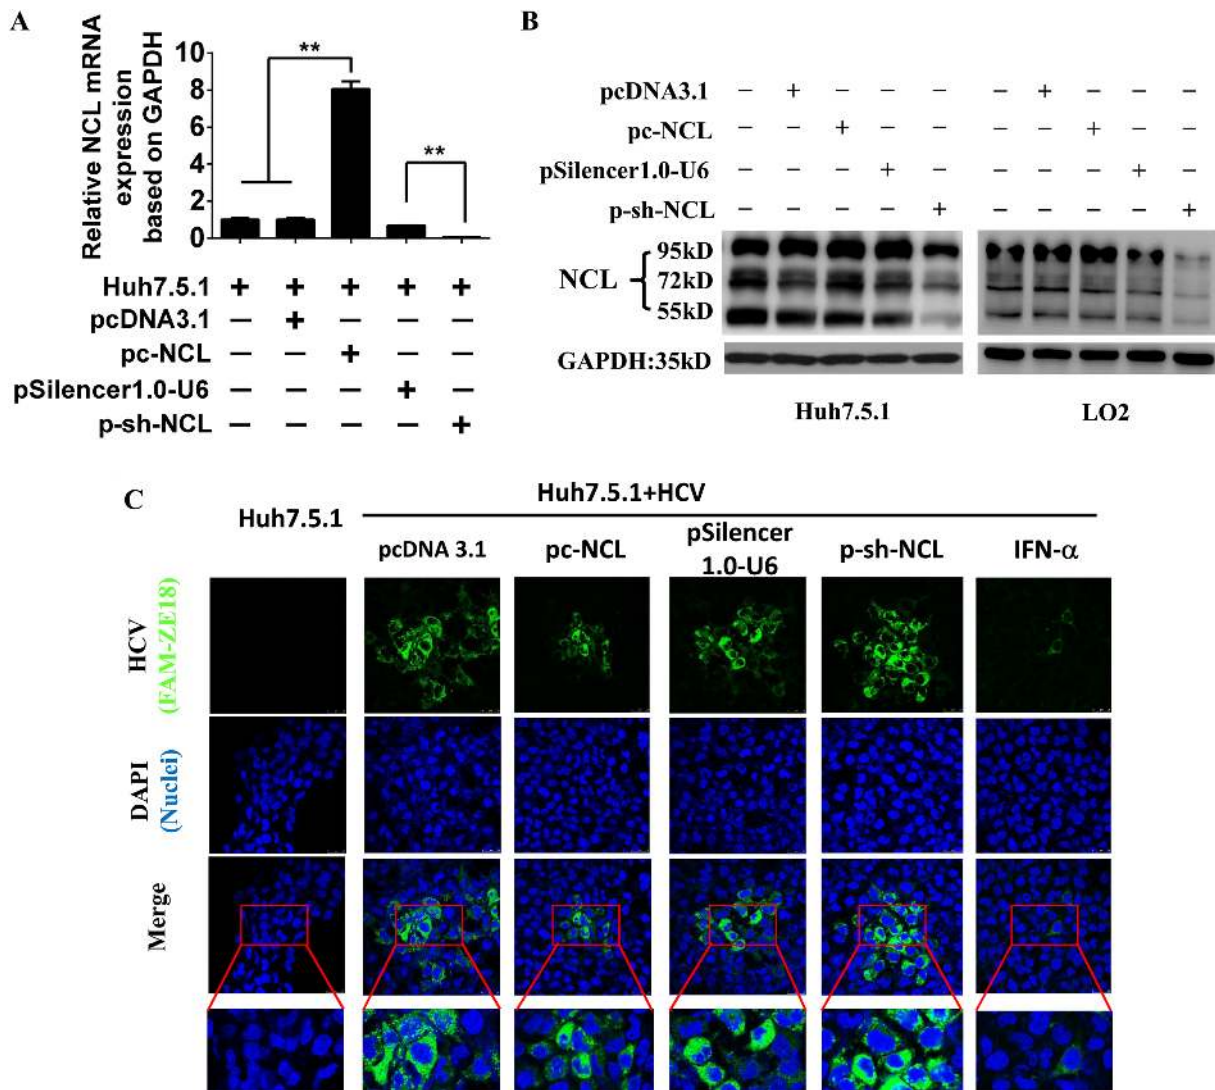 A
Relative NCL mRNA
expression
based on GAPDH
10
8
6
4
2
0
**
**
Huh7.5.1 + + + + +
pcDNA3.1 − + − − −
pc-NCL − − + − −
pSilencer1.0-U6 − − − + −
p-sh-NCL − − − − +
B
pcDNA3.1 − + − − − − + − − −
pc-NCL − − + − − − − + − −
pSilencer1.0-U6 − − − + − − − − + −
p-sh-NCL − − − − + − − − − +
NCL
95kD
72kD
55kD
GAPDH:35kD
Huh7.5.1 LO2
C
Huh7.5.1
Huh7.5.1+HCV
pcDNA 3.1
pc-NCL
pSilencer
1.0-U6
p-sh-NCL
IFN-α
HCV
(FAM-ZE18)
DAPI
(Nuclei)
Merge